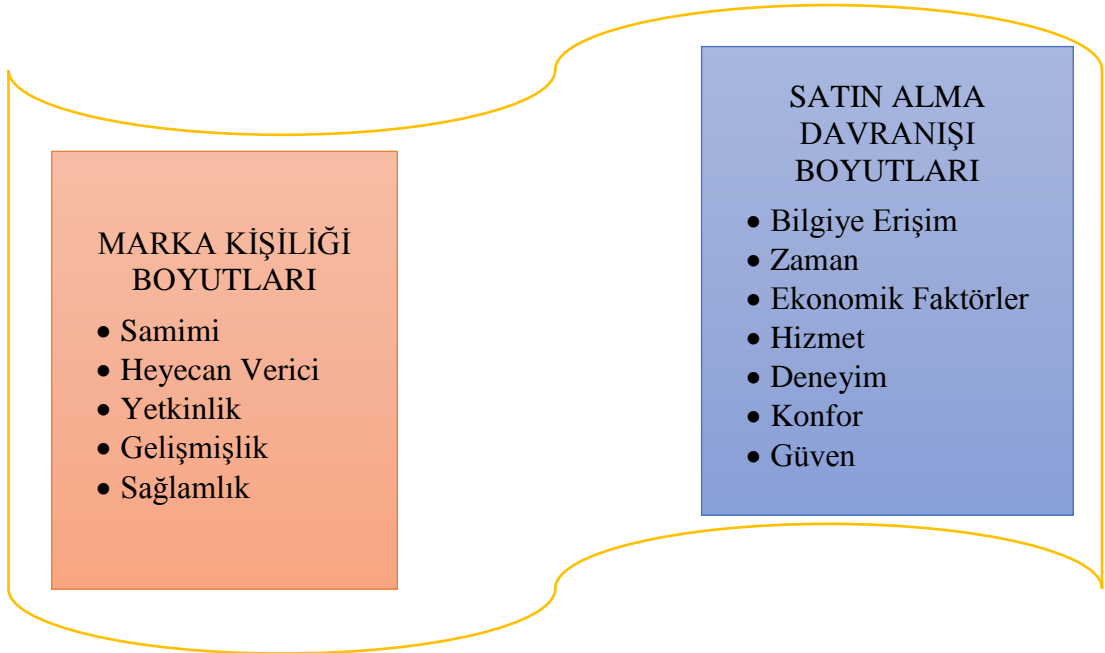 MARKA KİŞİLİĞİ
BOYUTLARI
• Samimi
• Heyecan Verici
• Yetkinlik
• Gelişmişlik
• Sağlamlık
SATIN ALMA
DAVRANIŞI
BOYUTLARI
• Bilgiye Erişim
• Zaman
• Ekonomik Faktörler
• Hizmet
• Deneyim
• Konfor
• Güven